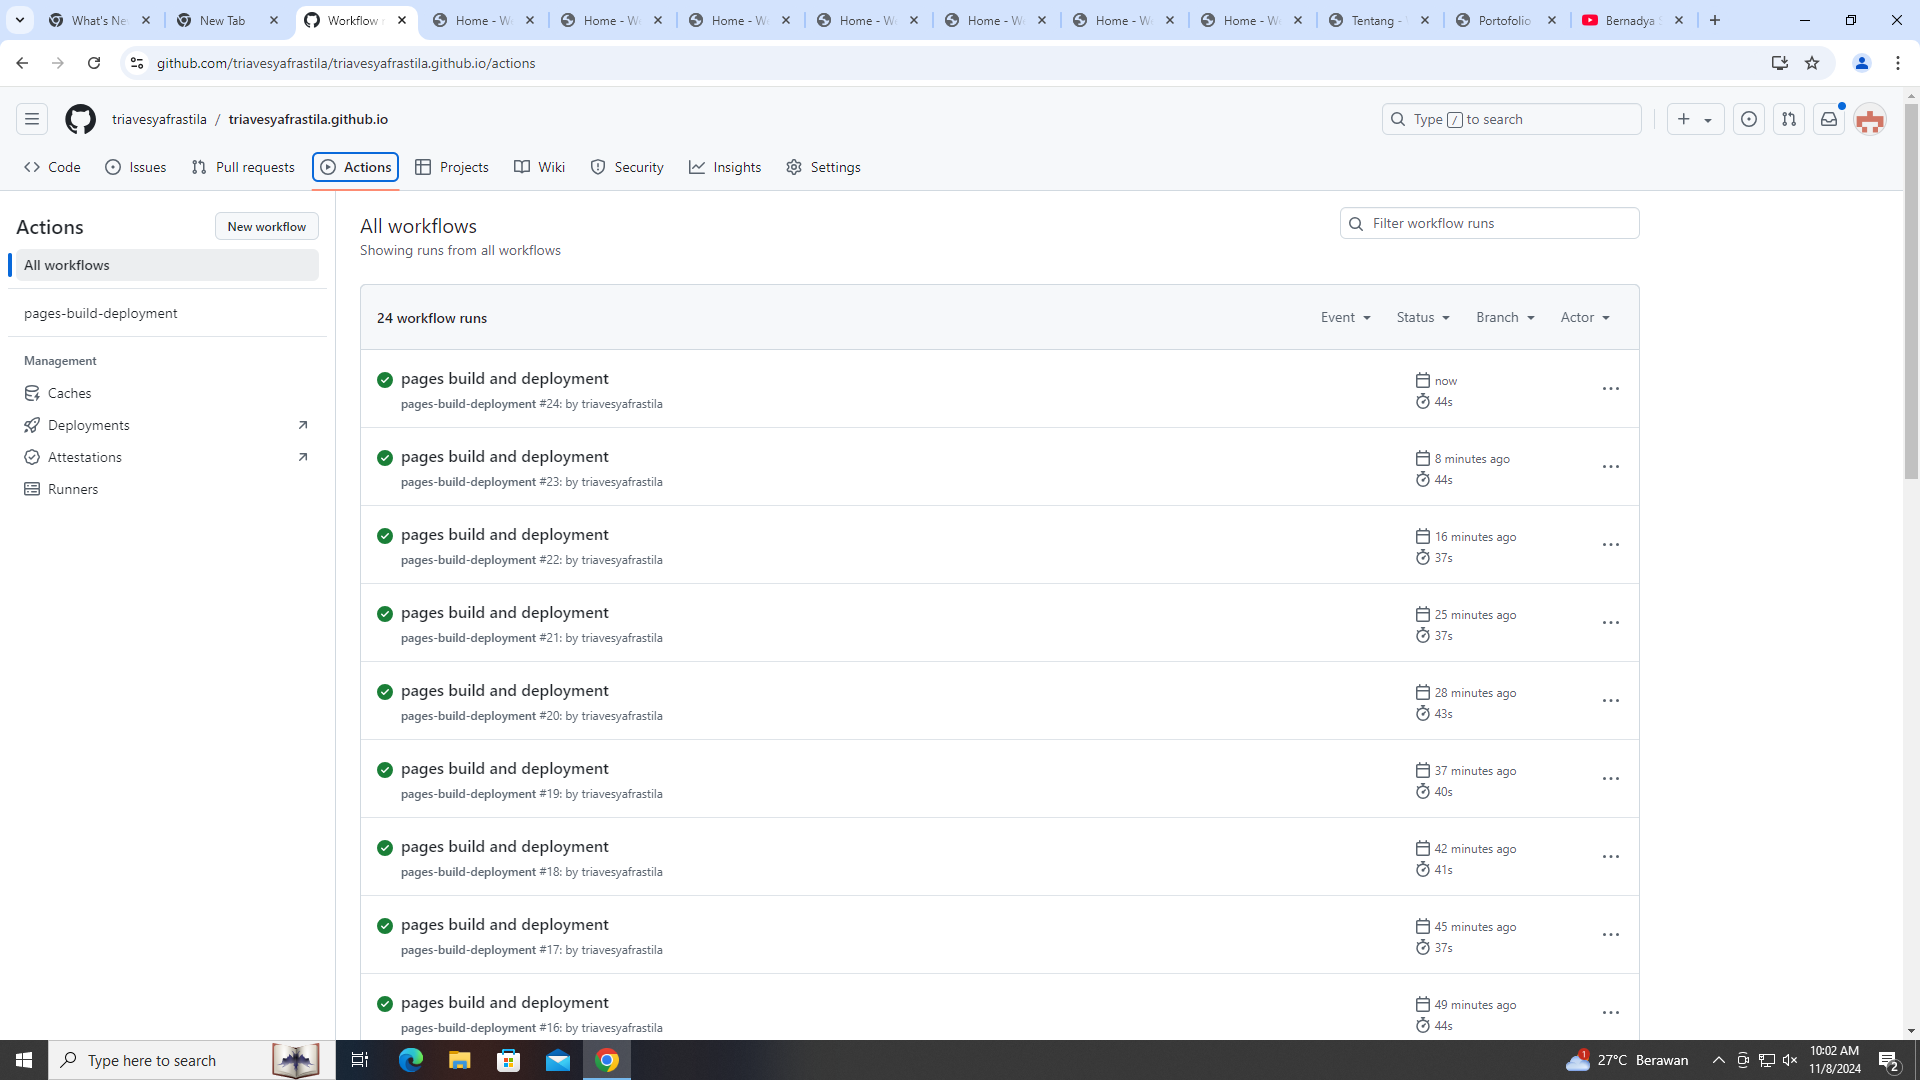 What's Ne
New Tab
Workflow r
Home - Wo
Home - Wo
Home - Wo
Home - Wo
Home - Wo
Home - Wo
Home - Wo
Tentang -
Portofolio
Bernadya
github.com/triavesyafrastila/triavesyafrastila.github.io/actions
triavesyafrastila / triavesyafrastila.github.io
Type / to search
Code
Issues
Pull requests
Actions
Projects
Wiki
Security
Insights
Settings
Actions
New workflow
All workflows
pages-build-deployment
Management
Caches
Deployments
Attestations
Runners
All workflows
Showing runs from all workflows
Filter workflow runs
24 workflow runs
Event
Status
Branch
Actor
pages build and deployment
pages-build-deployment #24: by triavesyafrastila
now
44s
pages build and deployment
pages-build-deployment #23: by triavesyafrastila
8 minutes ago
44s
pages build and deployment
pages-build-deployment #22: by triavesyafrastila
16 minutes ago
37s
pages build and deployment
pages-build-deployment #21: by triavesyafrastila
25 minutes ago
37s
pages build and deployment
pages-build-deployment #20: by triavesyafrastila
28 minutes ago
43s
pages build and deployment
pages-build-deployment #19: by triavesyafrastila
37 minutes ago
40s
pages build and deployment
pages-build-deployment #18: by triavesyafrastila
42 minutes ago
41s
pages build and deployment
pages-build-deployment #17: by triavesyafrastila
45 minutes ago
37s
pages build and deployment
pages-build-deployment #16: by triavesyafrastila
49 minutes ago
44s
Type here to search
1
27°C Berawan
10:02 AM
11/8/2024
2